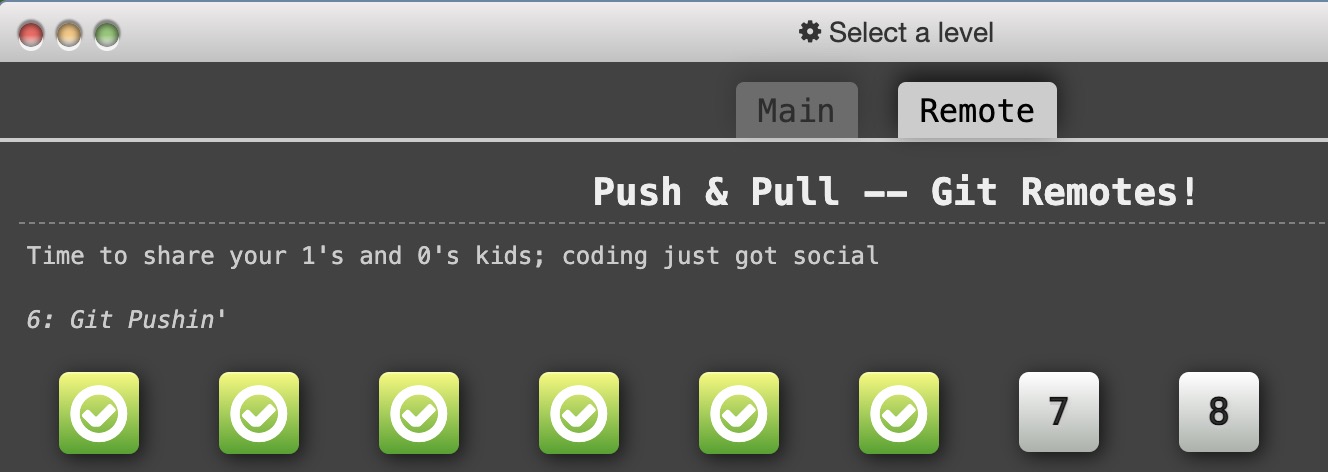 Select a level
Main Remote
Push & Pull -- Git Remotes!
Time to share your 1's and 0's kids; coding just got social
6: Git Pushin'
7 8